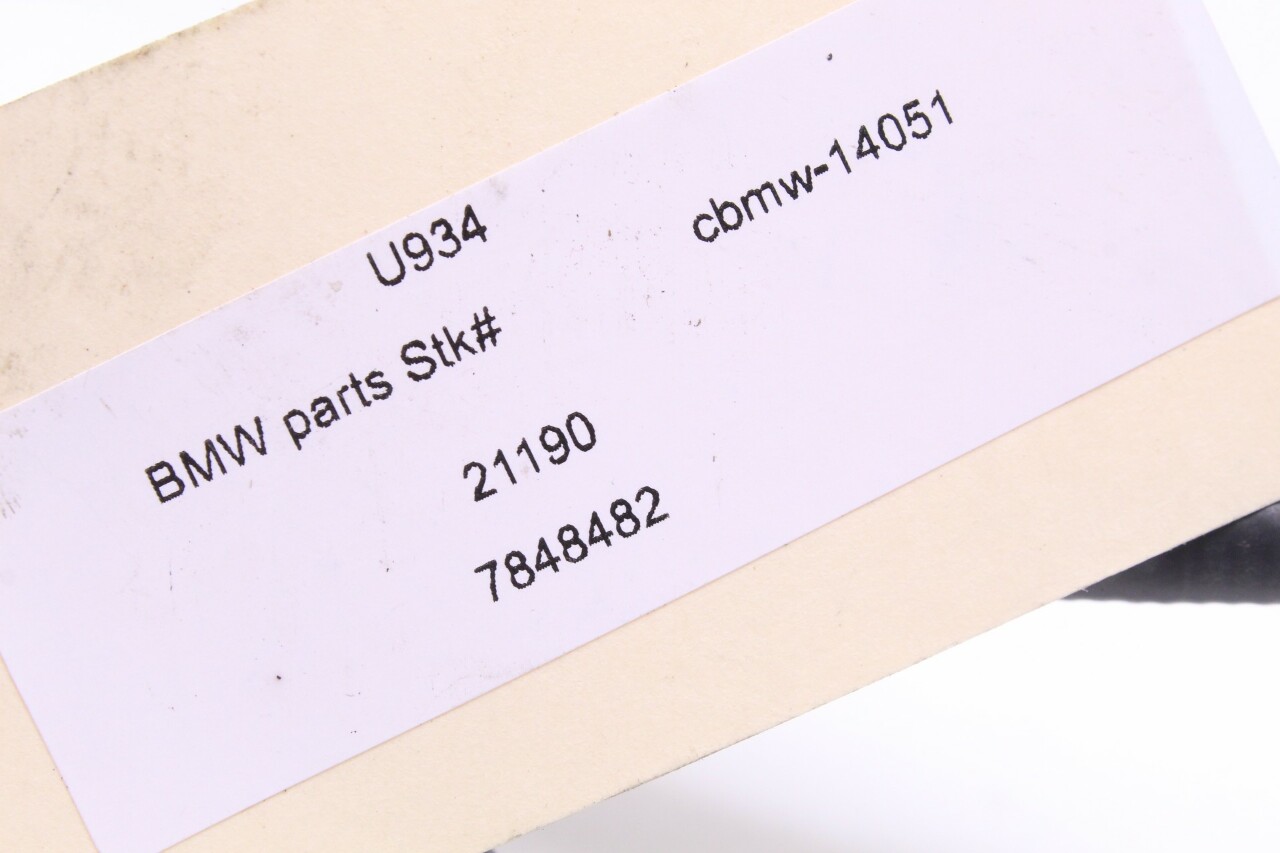 U934
cbmw-14051
BMW parts Stk#
21190
7848482